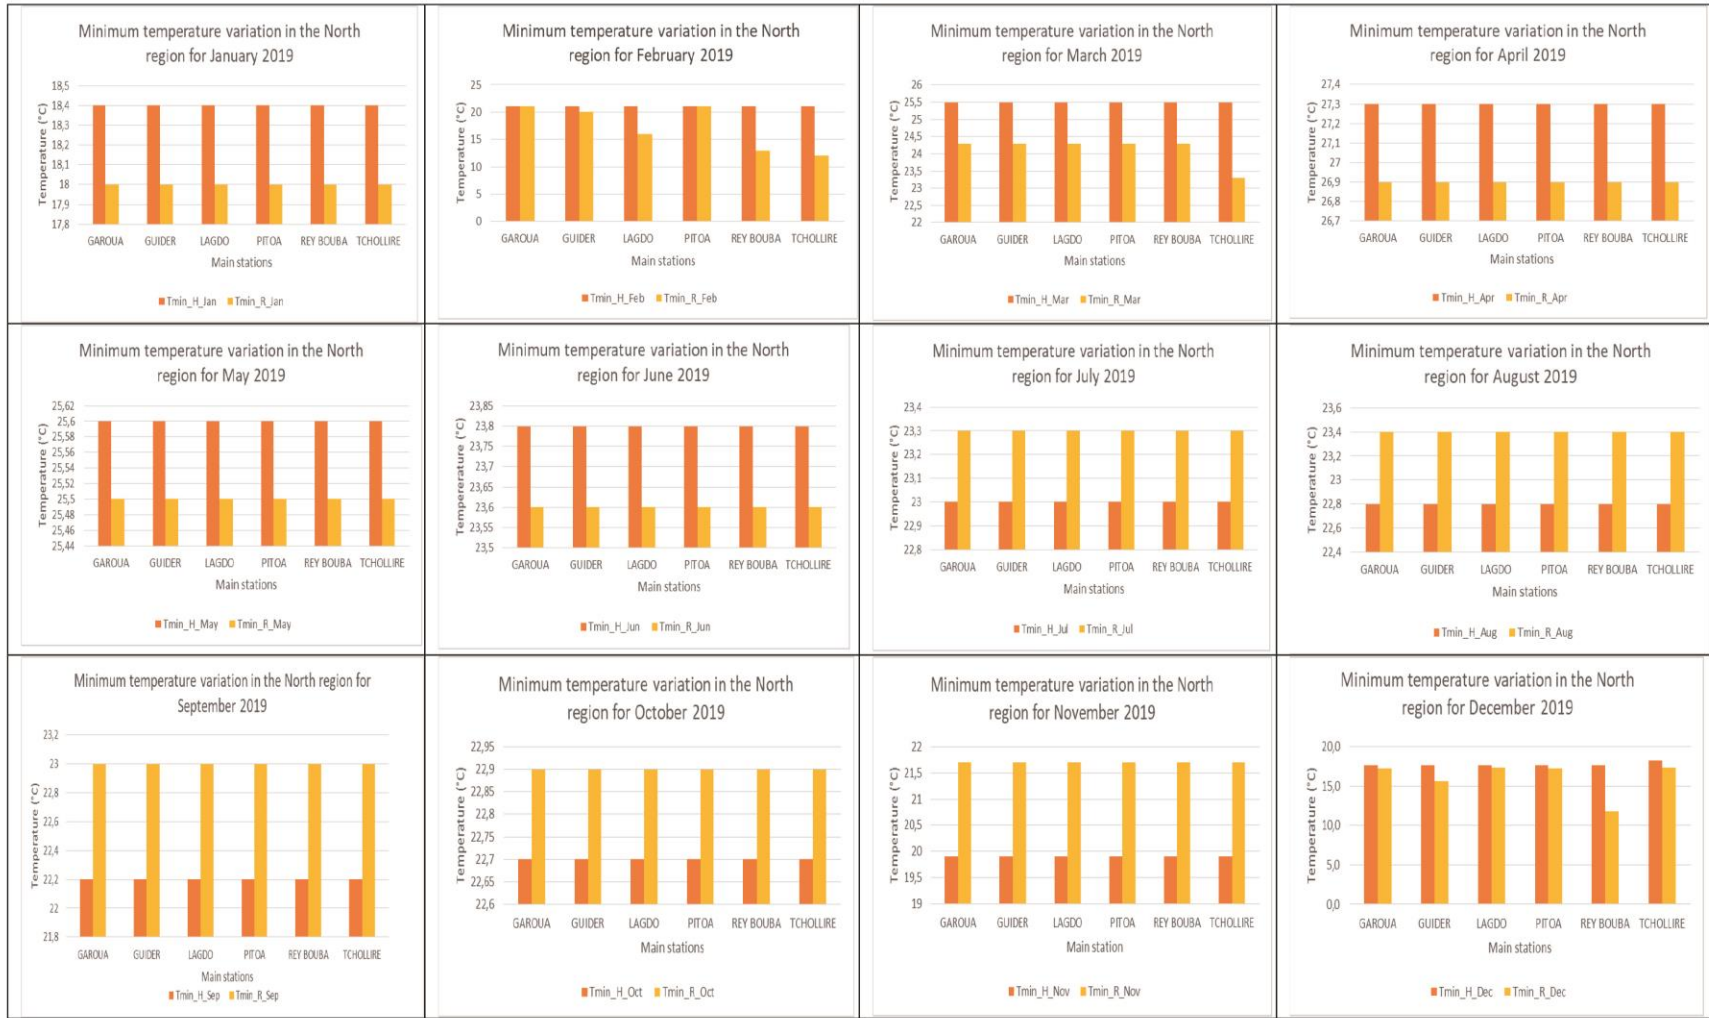 Minimum temperature variation in the North
region for January 2019
Temperature (°C)
18,5
18,4
18,3
18,2
18,1
18
17,9
17,8
GAROUA GUIDER LAGDO PITOA REY BOUBA TCHOLLIRE
Main stations
Tmin_H_Jan Tmin_R_Jan
Minimum temperature variation in the North
region for February 2019
Temperature (°C)
25
20
15
10
5
0
GAROUA GUIDER LAGDO PITOA REY BOUBA TCHOLLIRE
Main stations
Tmin_H_Feb Tmin_R_Feb
Minimum temperature variation in the North
region for March 2019
Temperature (°C)
26
25,5
25
24,5
24
23,5
23
22,5
22
GAROUA GUIDER LAGDO PITOA REY BOUBA TCHOLLIRE
Main stations
Tmin_H_Mar Tmin_R_Mar
Minimum temperature variation in the North
region for April 2019
Temperature (°C)
27,4
27,3
27,2
27,1
27
26,9
26,8
26,7
GAROUA GUIDER LAGDO PITOA REY BOUBA TCHOLLIRE
Main stations
Tmin_H_Apr Tmin_R_Apr
Minimum temperature variation in the North
region for May 2019
Temperature (°C)
25,62
25,6
25,58
25,56
25,54
25,52
25,5
25,48
25,46
25,44
GAROUA GUIDER LAGDO PITOA REY BOUBA TCHOLLIRE
Main stations
Tmin_H_May Tmin_R_May
Minimum temperature variation in the North
region for June 2019
Tempererature (°C)
23,85
23,8
23,75
23,7
23,65
23,6
23,55
23,5
GAROUA GUIDER LAGDO PITOA REY BOUBA TCHOLLIRE
Main stations
Tmin_H_Jun Tmin_R_Jun
Minimum temperature variation in the North
region for July 2019
Temperature (°C)
23,4
23,3
23,2
23,1
23
22,9
22,8
GAROUA GUIDER LAGDO PITOA REY BOUBA TCHOLLIRE
Main stations
Tmin_H_Jul Tmin_R_Jul
Minimum temperature variation in the North
region for August 2019
Temperature (°C)
23,6
23,4
23,2
23
22,8
22,6
22,4
GAROUA GUIDER LAGDO PITOA REY BOUBA TCHOLLIRE
Main stations
Tmin_H_Aug Tmin_R_Aug
Minimum temperature variation in the North region for
September 2019
Temperature (°C)
23,2
23
22,8
22,6
22,4
22,2
22
21,8
GAROUA GUIDER LAGDO PITOA REY BOUBA TCHOLLIRE
Main stations
Tmin_H_Sep Tmin_R_Sep
Minimum temperature variation in the North
region for October 2019
Temperature (°C)
22,95
22,9
22,85
22,8
22,75
22,7
22,65
22,6
GAROUA GUIDER LAGDO PITOA REY BOUBA TCHOLLIRE
Main stations
Tmin_H_Oct Tmin_R_Oct
Minimum temperature variation in the North
region for November 2019
Temperature (°C)
22
21,5
21
20,5
20
19,5
19
GAROUA GUIDER LAGDO PITOA REY BOUBA TCHOLLIRE
Main station
Tmin_H_Nov Tmin_R_Nov
Minimum temperature variation in the North
region for December 2019
Temperature (°C)
20,0
15,0
10,0
5,0
0,0
GAROUA GUIDER LAGDO PITOA REY BOUBA TCHOLLIRE
Main stations
Tmin_H_Dec Tmin_R_Dec